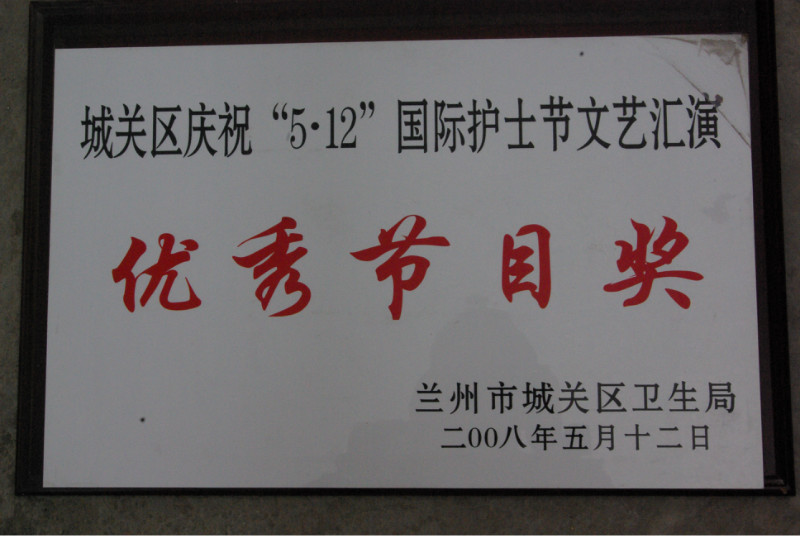 城关区庆祝“5·12”国际护士节文艺汇演
优秀节目奖
兰州市城关区卫生局
二00八年五月十二日